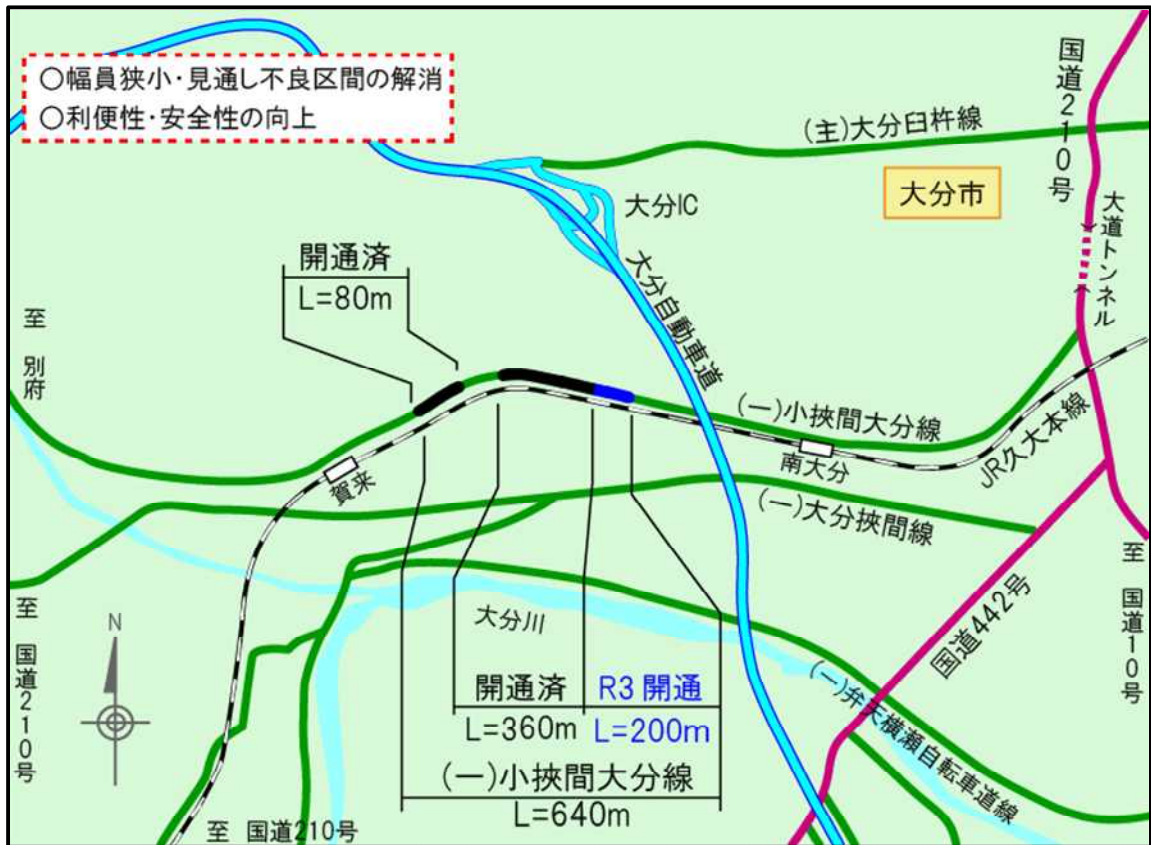 ○幅員狭小・見通し不良区間の解消
○利便性・安全性の向上
国道210号
(主)大分臼杵線
大分市
大分IC
大道トンネル
大分自動車道
開通済
L=80m
至 別府
(一)小挾間大分線
JR久大本線
南大分
賀来
(一)大分挾間線
至 国道10号
国道442号
至 国道210号
N
大分川
(一)弁天横瀬自転車道線
開通済
L=360m
R3 開通
L=200m
(一)小挾間大分線
L=640m
至 国道210号